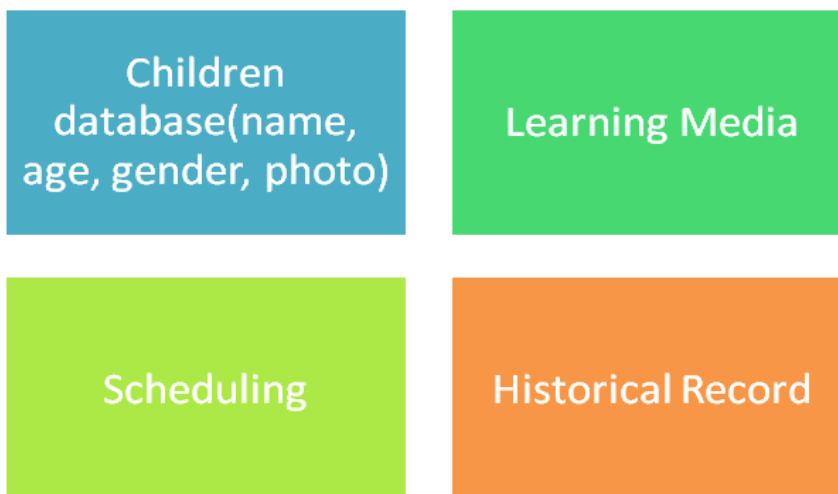 Children
database(name,
age, gender, photo)
Learning Media
Scheduling
Historical Record